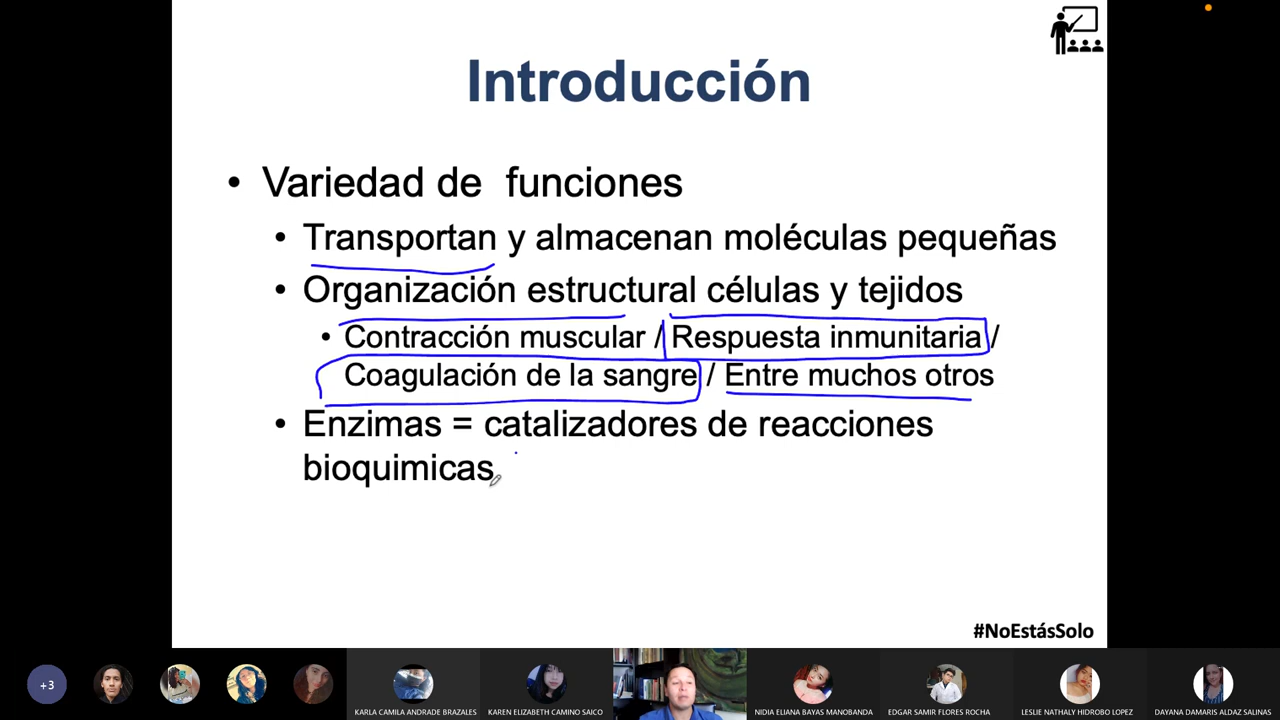 Introducción
• Variedad de funciones
• Transportan y almacenan moléculas pequeñas
• Organización estructural células y tejidos
• Contracción muscular / Respuesta inmunitaria /
Coagulación de la sangre / Entre muchos otros
• Enzimas = catalizadores de reacciones
bioquimicas
#NoEstásSolo
+3
KARLA CAMILA ANDRADE BRAZALES
KAREN ELIZABETH CAMINO SAICO
NIDIA ELIANA BAYAS MANOBANDA
EDGAR SAMIR FLORES ROCHA
LESLIE NATHALY HIDROBO LOPEZ
DAYANA DAMARIS ALDAZ SALINAS